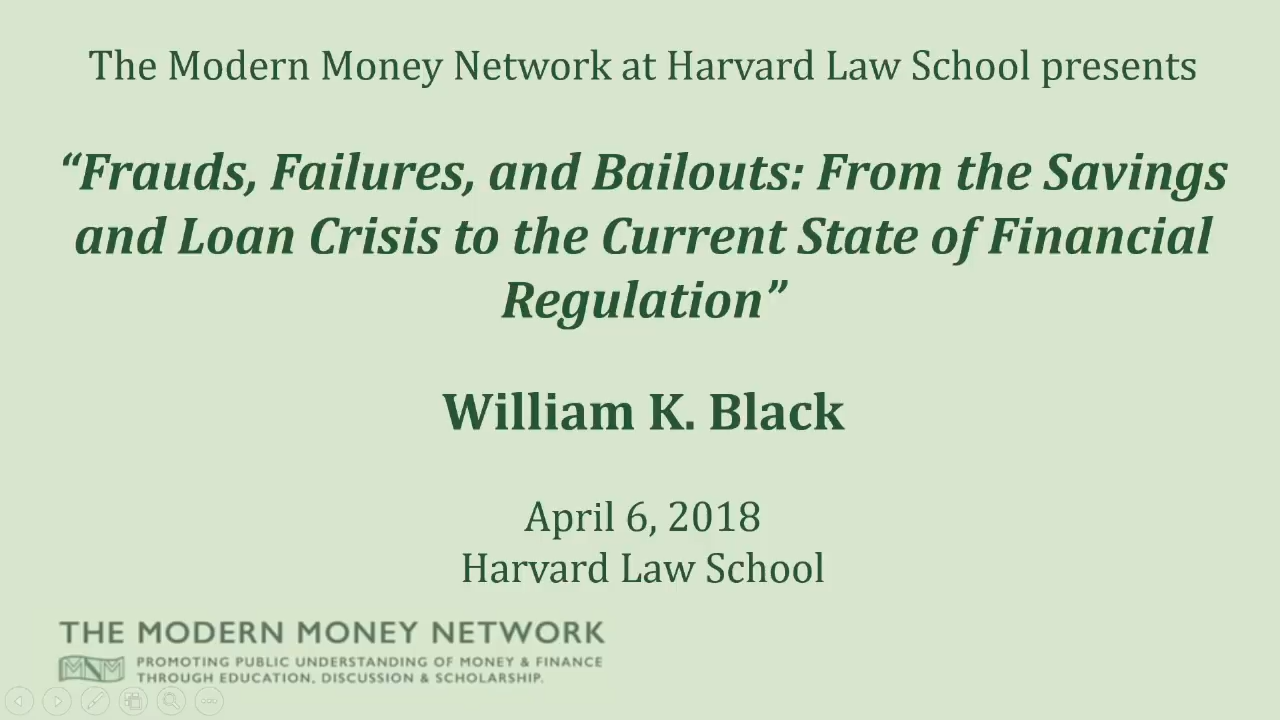 The Modern Money Network at Harvard Law School presents
“Frauds, Failures, and Bailouts: From the Savings
and Loan Crisis to the Current State of Financial
Regulation”
William K. Black
April 6, 2018
Harvard Law School
THE MODERN MONEY NETWORK
MNM
PROMOTING PUBLIC UNDERSTANDING OF MONEY & FINANCE
THROUGH EDUCATION, DISCUSSION & SCHOLARSHIP.